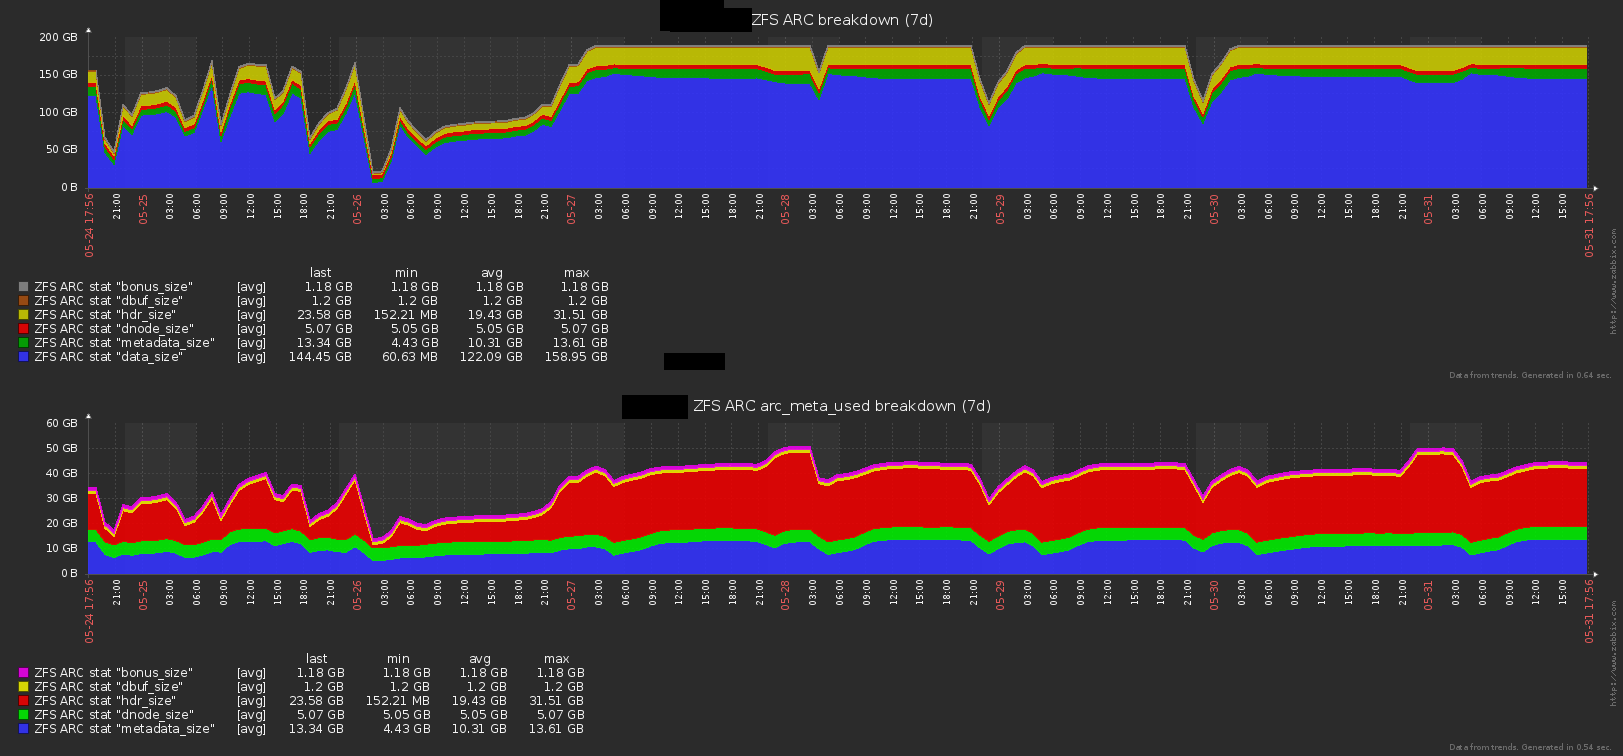 ZFS ARC breakdown (7d)
200 GB
150 GB
100 GB
50 GB
0 B
05-24 17:56 21:00 05-25 03:00 06:00 09:00 12:00 15:00 18:00 21:00 05-26 03:00 06:00 09:00 12:00 15:00 18:00 21:00 05-27 03:00 06:00 09:00 12:00 15:00 18:00 21:00 05-28 03:00 06:00 09:00 12:00 15:00 18:00 21:00 05-29 03:00 06:00 09:00 12:00 15:00 18:00 21:00 05-30 03:00 06:00 09:00 12:00 15:00 18:00 21:00 05-31 03:00 06:00 09:00 12:00 15:00 05-31 17:56
http://www.zabbix.com
last min avg max
ZFS ARC stat "bonus_size" [avg] 1.18 GB 1.18 GB 1.18 GB 1.18 GB
ZFS ARC stat "dbuf_size" [avg] 1.2 GB 1.2 GB 1.2 GB 1.2 GB
ZFS ARC stat "hdr_size" [avg] 23.58 GB 152.21 MB 19.43 GB 31.51 GB
ZFS ARC stat "dnode_size" [avg] 5.07 GB 5.05 GB 5.05 GB 5.07 GB
ZFS ARC stat "metadata_size" [avg] 13.34 GB 4.43 GB 10.31 GB 13.61 GB
ZFS ARC stat "data_size" [avg] 144.45 GB 60.63 MB 122.09 GB 158.95 GB
Data from trends. Generated in 0.64 sec.
ZFS ARC arc_meta_used breakdown (7d)
60 GB
50 GB
40 GB
30 GB
20 GB
10 GB
0 B
05-24 17:56 21:00 05-25 03:00 06:00 09:00 12:00 15:00 18:00 21:00 05-26 03:00 06:00 09:00 12:00 15:00 18:00 21:00 05-27 03:00 06:00 09:00 12:00 15:00 18:00 21:00 05-28 03:00 06:00 09:00 12:00 15:00 18:00 21:00 05-29 03:00 06:00 09:00 12:00 15:00 18:00 21:00 05-30 03:00 06:00 09:00 12:00 15:00 18:00 21:00 05-31 03:00 06:00 09:00 12:00 15:00 05-31 17:56
http://www.zabbix.com
last min avg max
ZFS ARC stat "bonus_size" [avg] 1.18 GB 1.18 GB 1.18 GB 1.18 GB
ZFS ARC stat "dbuf_size" [avg] 1.2 GB 1.2 GB 1.2 GB 1.2 GB
ZFS ARC stat "hdr_size" [avg] 23.58 GB 152.21 MB 19.43 GB 31.51 GB
ZFS ARC stat "dnode_size" [avg] 5.07 GB 5.05 GB 5.05 GB 5.07 GB
ZFS ARC stat "metadata_size" [avg] 13.34 GB 4.43 GB 10.31 GB 13.61 GB
Data from trends. Generated in 0.54 sec.